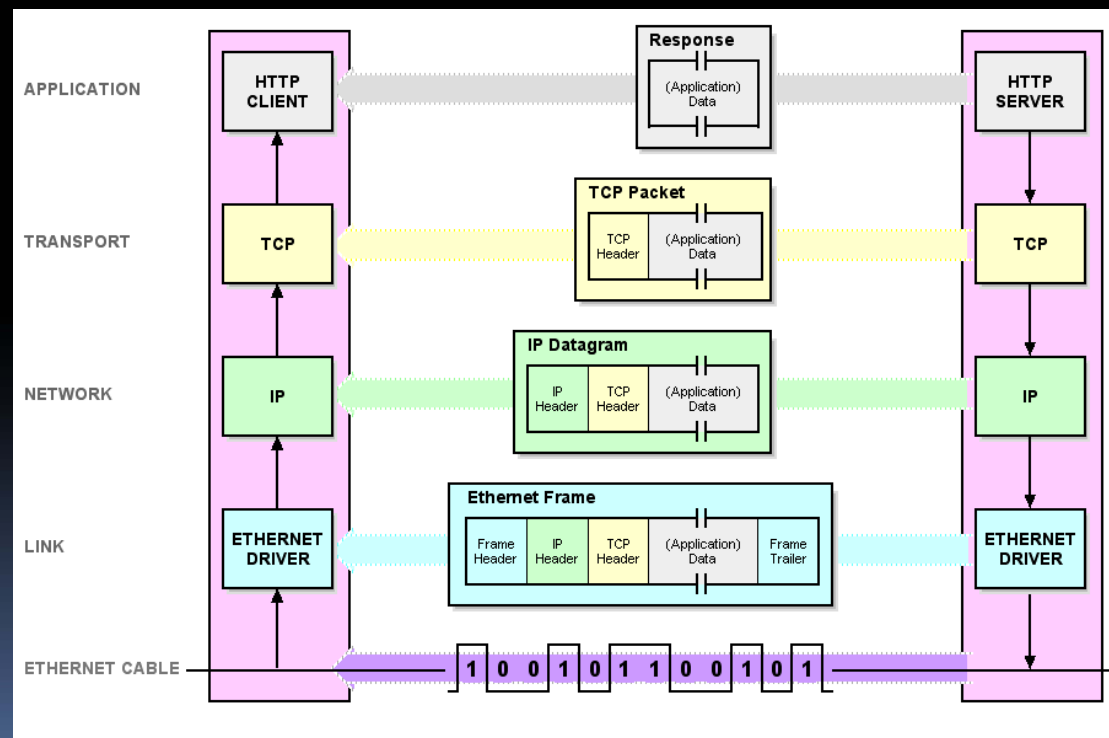 Response
APPLICATION
HTTP
CLIENT
(Application)
Data
HTTP
SERVER
TCP Packet
TRANSPORT
TCP
TCP
Header
(Application)
Data
TCP
IP Datagram
NETWORK
IP
IP
Header
TCP
Header
(Application)
Data
IP
Ethernet Frame
LINK
ETHERNET
DRIVER
Frame
Header
IP
Header
TCP
Header
(Application)
Data
Frame
Trailer
ETHERNET
DRIVER
ETHERNET CABLE
1 0 0 1 0 1 1 0 0 1 0 1